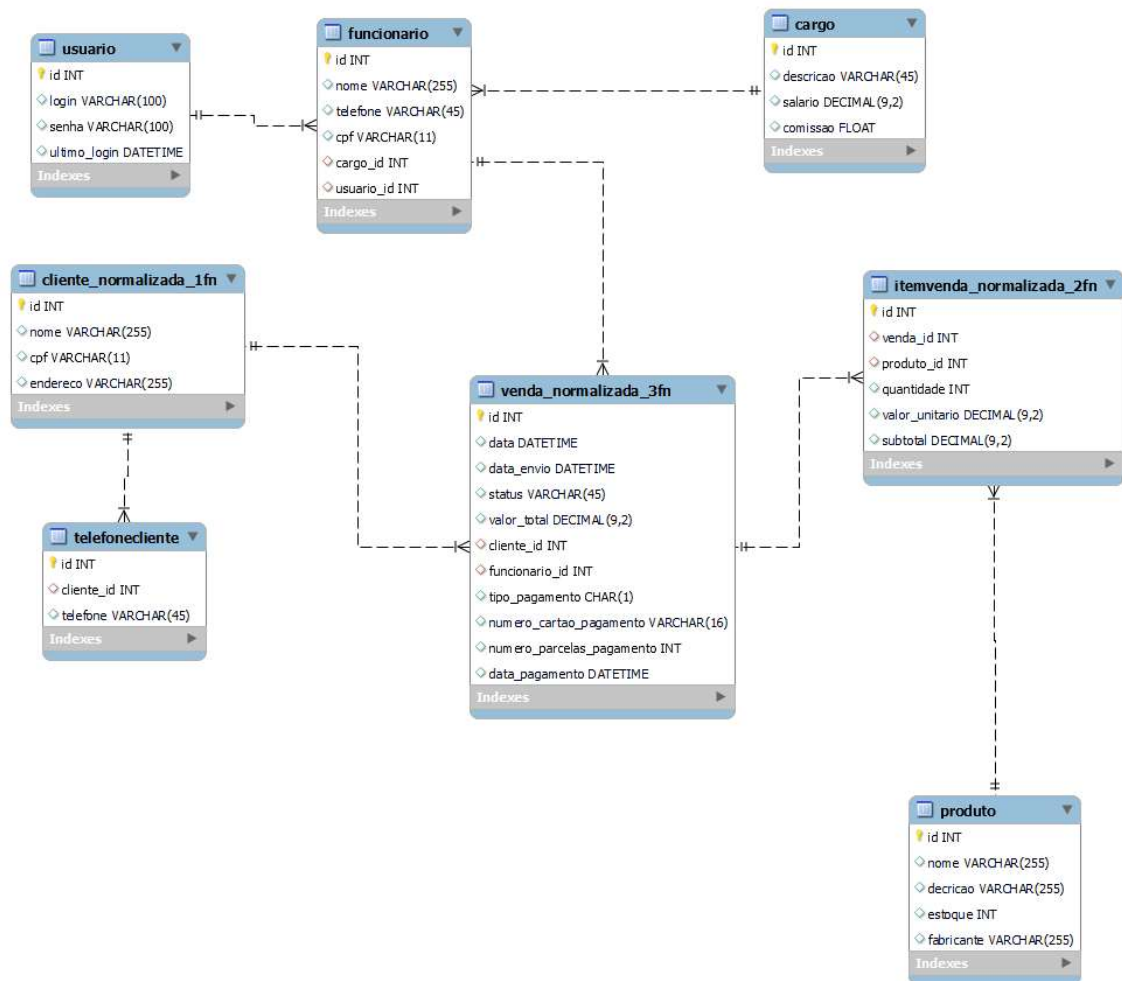 usuario
id INT
login VARCHAR(100)
senha VARCHAR(100)
ultimo_login DATETIME
Indexes
funcionario
id INT
nome VARCHAR(255)
telefone VARCHAR(45)
cpf VARCHAR(11)
cargo_id INT
usuario_id INT
Indexes
cargo
id INT
descricao VARCHAR(45)
salario DECIMAL(9,2)
comissao FLOAT
Indexes
cliente_normalizada_1fn
id INT
nome VARCHAR(255)
cpf VARCHAR(11)
endereco VARCHAR(255)
Indexes
itemvenda_normalizada_2fn
id INT
venda_id INT
produto_id INT
quantidade INT
valor_unitario DECIMAL(9,2)
subtotal DECIMAL(9,2)
Indexes
venda_normalizada_3fn
id INT
data DATETIME
data_envio DATETIME
status VARCHAR(45)
valor_total DECIMAL(9,2)
cliente_id INT
funcionario_id INT
tipo_pagamento CHAR(1)
numero_cartao_pagamento VARCHAR(16)
numero_parcelas_pagamento INT
data_pagamento DATETIME
Indexes
telefonecliente
id INT
cliente_id INT
telefone VARCHAR(45)
Indexes
produto
id INT
nome VARCHAR(255)
decricao VARCHAR(255)
estoque INT
fabricante VARCHAR(255)
Indexes